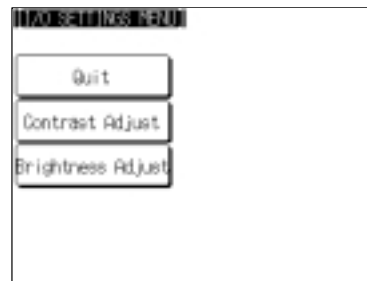 [I/O SETTINGS MENU]
Quit
Contrast Adjust
Brightness Adjust